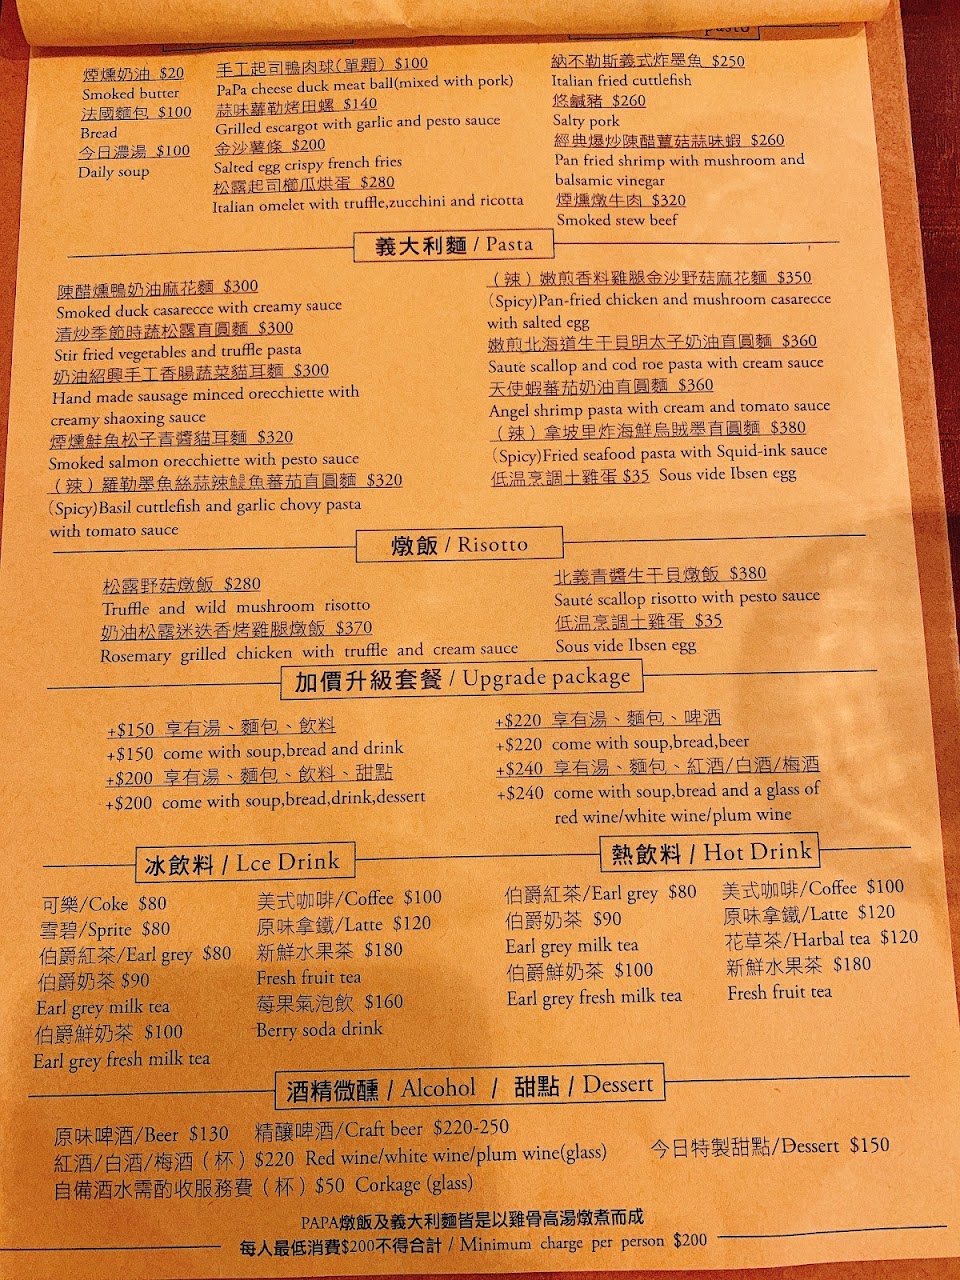 pasto
煙燻奶油 $20
Smoked butter
法國麵包 $100
Bread
今日濃湯 $100
Daily soup
手工起司鴨肉球(單顆) $100
PaPa cheese duck meat ball(mixed with pork)
蒜味蘿勒烤田螺 $140
Grilled escargot with garlic and pesto sauce
金沙薯條 $200
Salted egg crispy french fries
松露起司櫛瓜烘蛋 $280
Italian omelet with truffle,zucchini and ricotta
納不勒斯義式炸墨魚 $250
Italian fried cuttlefish
悠鹹豬 $260
Salty pork
經典爆炒陳醋蕈菇蒜味蝦 $260
Pan fried shrimp with mushroom and
balsamic vinegar
煙燻燉牛肉 $320
Smoked stew beef
義大利麵 / Pasta
陳醋燻鴨奶油麻花麵 $300
Smoked duck casarecce with creamy sauce
清炒季節時蔬松露直圓麵 $300
Stir fried vegetables and truffle pasta
奶油紹興手工香腸蔬菜貓耳麵 $300
Hand made sausage minced orecchiette with
creamy shaoxing sauce
煙燻鮭魚松子青醬貓耳麵 $320
Smoked salmon orecchiette with pesto sauce
（辣）羅勒墨魚絲蒜辣鯷魚蕃茄直圓麵 $320
(Spicy)Basil cuttlefish and garlic chovy pasta
with tomato sauce
（辣）嫩煎香料雞腿金沙野菇麻花麵 $350
(Spicy)Pan-fried chicken and mushroom casarecce
with salted egg
嫩煎北海道生干貝明太子奶油直圓麵 $360
Saute scallop and cod roe pasta with cream sauce
天使蝦蕃茄奶油直圓麵 $360
Angel shrimp pasta with cream and tomato sauce
（辣）拿坡里炸海鮮烏賊墨直圓麵 $380
(Spicy)Fried seafood pasta with Squid-ink sauce
低温烹調土雞蛋 $35 Sous vide Ibsen egg
燉飯 / Risotto
松露野菇燉飯 $280
Truffle and wild mushroom risotto
奶油松露迷迭香烤雞腿燉飯 $370
Rosemary grilled chicken with truffle and cream sauce
北義青醬生干貝燉飯 $380
Sauté scallop risotto with pesto sauce
低温烹調土雞蛋 $35
Sous vide Ibsen egg
加價升級套餐 / Upgrade package
+$150 享有湯、麵包、飲料
+$150 come with soup,bread and drink
+$200 享有湯、麵包、飲料、甜點
+$200 come with soup,bread,drink,dessert
+$220 享有湯、麵包、啤酒
+$220 come with soup,bread,beer
+$240 享有湯、麵包、紅酒/白酒/梅酒
+$240 come with soup,bread and a glass of
red wine/white wine/plum wine
冰飲料 / Lce Drink
可樂/Coke $80
雪碧/Sprite $80
伯爵紅茶/Earl grey $80
伯爵奶茶 $90
Earl grey milk tea
伯爵鮮奶茶 $100
Earl grey fresh milk tea
美式咖啡/Coffee $100
原味拿鐵/Latte $120
新鮮水果茶 $180
Fresh fruit tea
莓果氣泡飲 $160
Berry soda drink
熱飲料 / Hot Drink
伯爵紅茶/Earl grey $80
伯爵奶茶 $90
Earl grey milk tea
伯爵鮮奶茶 $100
Earl grey fresh milk tea
美式咖啡/Coffee $100
原味拿鐵/Latte $120
花草茶/Harbal tea $120
新鮮水果茶 $180
Fresh fruit tea
酒精微醺 / Alcohol / 甜點 / Dessert
原味啤酒/Beer $130 精釀啤酒/Craft beer $220-250
紅酒/白酒/梅酒（杯）$220 Red wine/white wine/plum wine(glass)
自備酒水需酌收服務費（杯）$50 Corkage (glass)
今日特製甜點/Dessert $150
PAPA燉飯及義大利麵皆是以雞骨高湯燉煮而成
每人最低消費$200不得合計 / Minimum charge per person $200